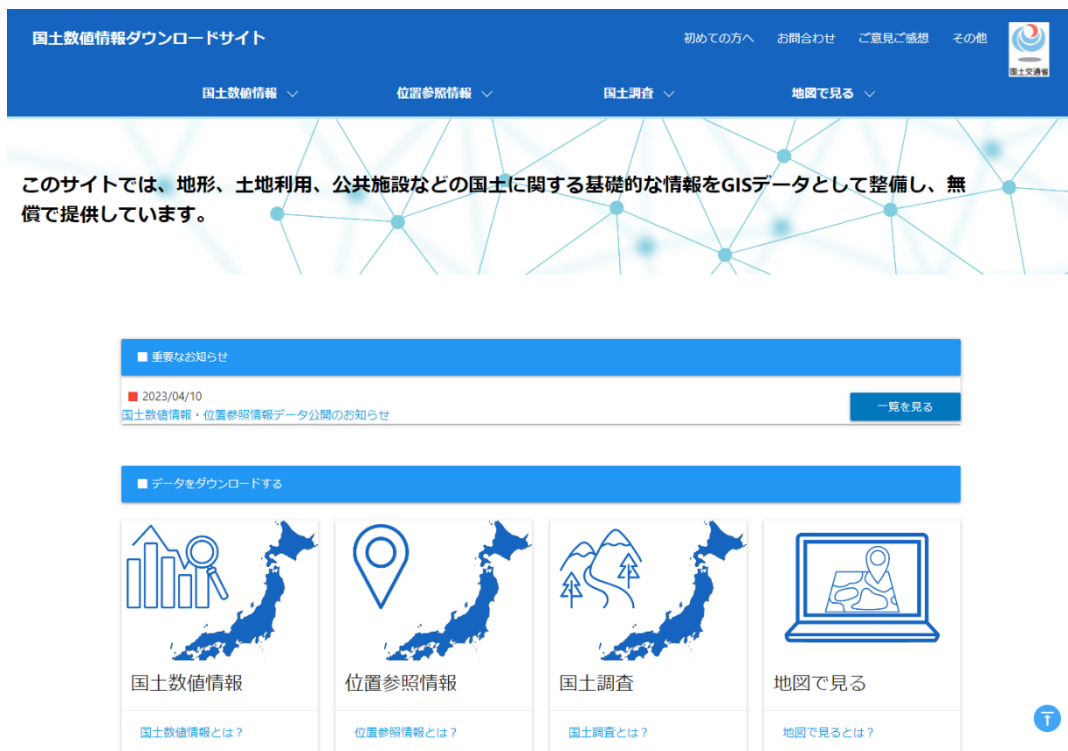 国土数値情報ダウンロードサイト
初めての方へ お問合わせ ご意見ご感想 その他
国土交通省
国土数値情報 位置参照情報 国土調査 地図で見る
このサイトでは、地形、土地利用、公共施設などの国土に関する基礎的な情報をGISデータとして整備し、無
償で提供しています。
■ 重要なお知らせ
2023/04/10
国土数値情報・位置参照情報データ公開のお知らせ
一覧を見る
■ データをダウンロードする
国土数値情報 位置参照情報 国土調査 地図で見る
国土数値情報とは？ 位置参照情報とは？ 国土調査とは？ 地図で見るとは？